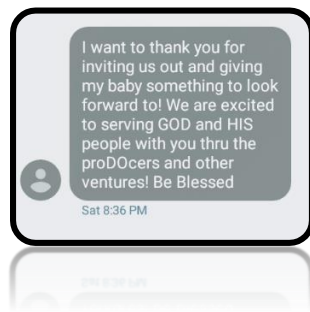 I want to thank you for
inviting us out and giving
my baby something to look
forward to! We are excited
to serving GOD and HIS
people with you thru the
proDOcers and other
ventures! Be Blessed
Sat 8:36 PM